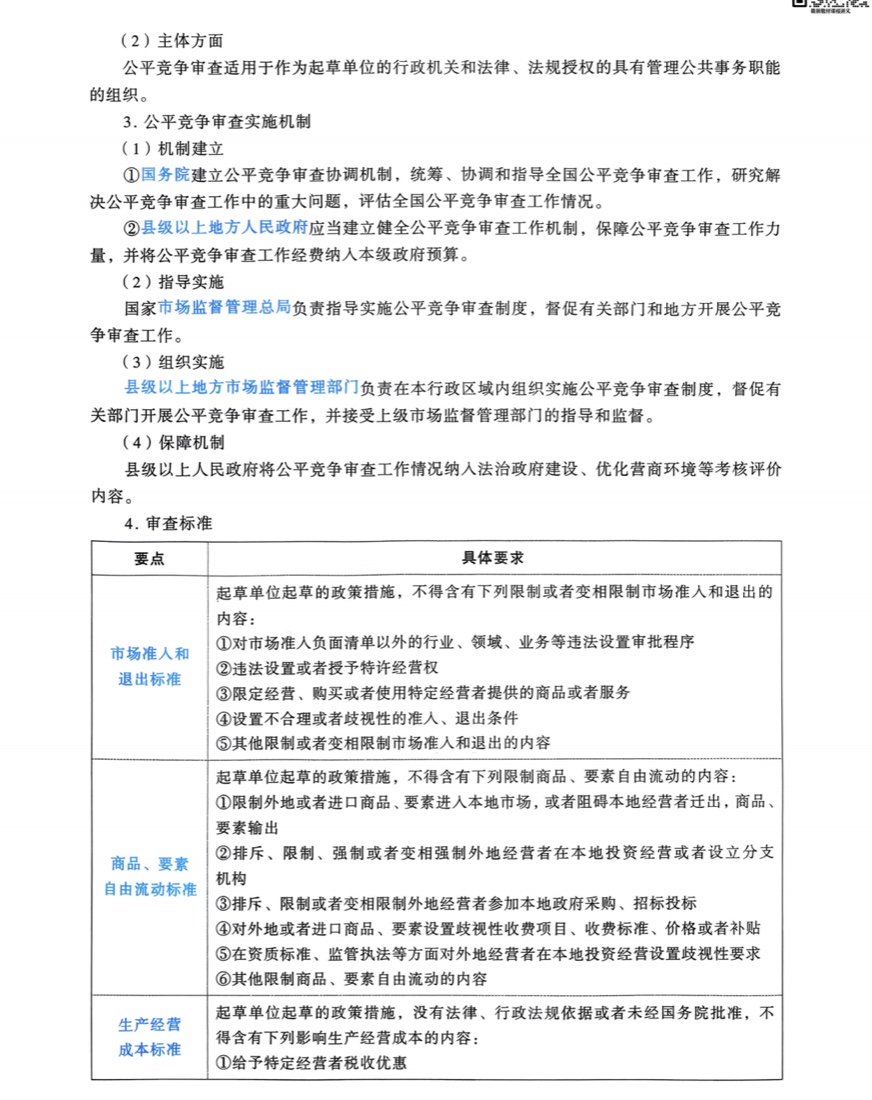 （2）主体方面
公平竞争审查适用于作为起草单位的行政机关和法律、法规授权的具有管理公共事务职能
的组织。
3. 公平竞争审查实施机制
（1）机制建立
①国务院建立公平竞争审查协调机制，统筹、协调和指导全国公平竞争审查工作，研究解
决公平竞争审查工作中的重大问题，评估全国公平竞争审查工作情况。
②县级以上地方人民政府应当建立健全公平竞争审查工作机制，保障公平竞争审查工作力
量，并将公平竞争审查工作经费纳入本级政府预算。
（2）指导实施
国家市场监督管理总局负责指导实施公平竞争审查制度，督促有关部门和地方开展公平竞
争审查工作。
（3）组织实施
县级以上地方市场监督管理部门负责在本行政区域内组织实施公平竞争审查制度，督促有
关部门开展公平竞争审查工作，并接受上级市场监督管理部门的指导和监督。
（4）保障机制
县级以上人民政府将公平竞争审查工作情况纳入法治政府建设、优化营商环境等考核评价
内容。
4. 审查标准
要点
具体要求
市场准入和
退出标准
起草单位起草的政策措施，不得含有下列限制或者变相限制市场准入和退出的
内容：
①对市场准入负面清单以外的行业、领域、业务等违法设置审批程序
②违法设置或者授予特许经营权
③限定经营、购买或者使用特定经营者提供的商品或者服务
④设置不合理或者歧视性的准入、退出条件
⑤其他限制或者变相限制市场准入和退出的内容
商品、要素
自由流动标准
起草单位起草的政策措施，不得含有下列限制商品、要素自由流动的内容：
①限制外地或者进口商品、要素进入本地市场，或者阻碍本地经营者迁出，商品、
要素输出
②排斥、限制、强制或者变相强制外地经营者在本地投资经营或者设立分支
机构
③排斥、限制或者变相限制外地经营者参加本地政府采购、招标投标
④对外地或者进口商品、要素设置歧视性收费项目、收费标准、价格或者补贴
⑤在资质标准、监管执法等方面对外地经营者在本地投资经营设置歧视性要求
⑥其他限制商品、要素自由流动的内容
生产经营
成本标准
起草单位起草的政策措施，没有法律、行政法规依据或者未经国务院批准，不
得含有下列影响生产经营成本的内容：
①给予特定经营者税收优惠